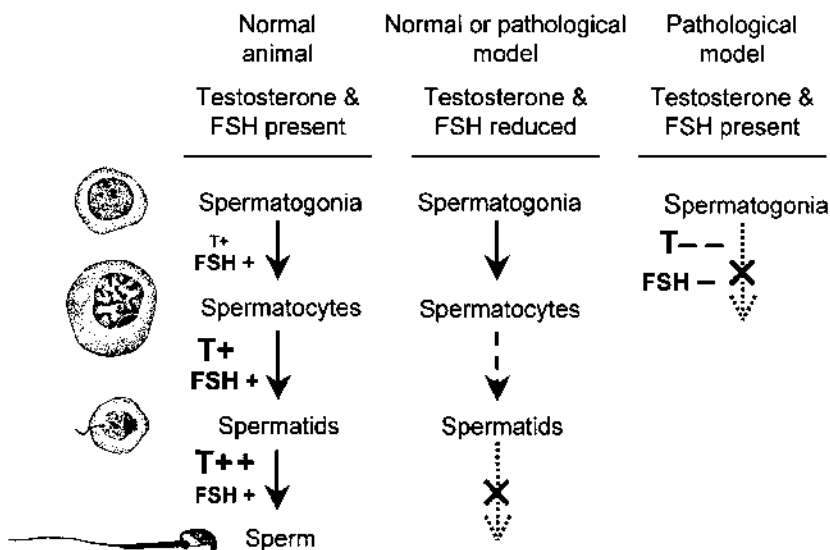 Normal
animal
Testosterone &
FSH present
Spermatogonia
T+
FSH +
Spermatocytes
T+
FSH +
Spermatids
T++
FSH +
Sperm
Normal or pathological
model
Testosterone &
FSH reduced
Spermatogonia
Spermatocytes
Spermatids
Pathological
model
Testosterone &
FSH present
Spermatogonia
T– –
FSH –